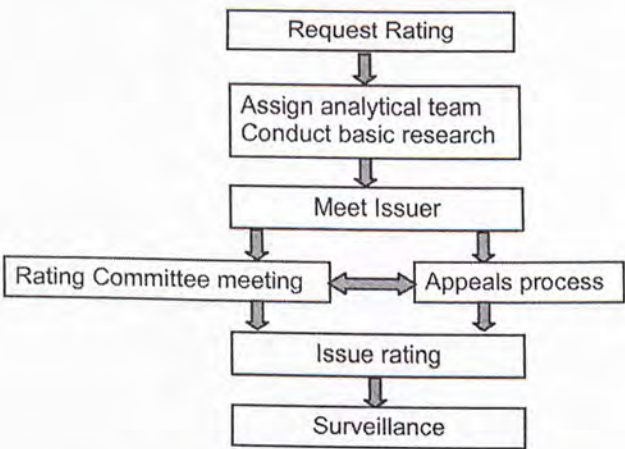 Request Rating
Assign analytical team
Conduct basic research
Meet Issuer
Rating Committee meeting
Appeals process
Issue rating
Surveillance